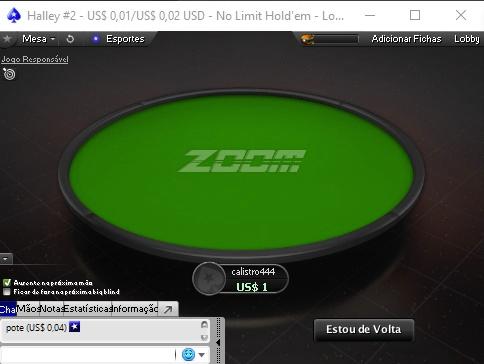 Halley #2 - US$ 0,01/US$ 0,02 USD - No Limit Hold'em - Lo...
Mesa Esportes Adicionar Fichas Lobby
Jogo Responsável
ZOOM
calistro444
US$ 1
Ausente na próxima mão
Ficar de fora na próxima big blind
Chat Mãos Notas Estatísticas Informação
pote (US$ 0,04)
Estou de Volta